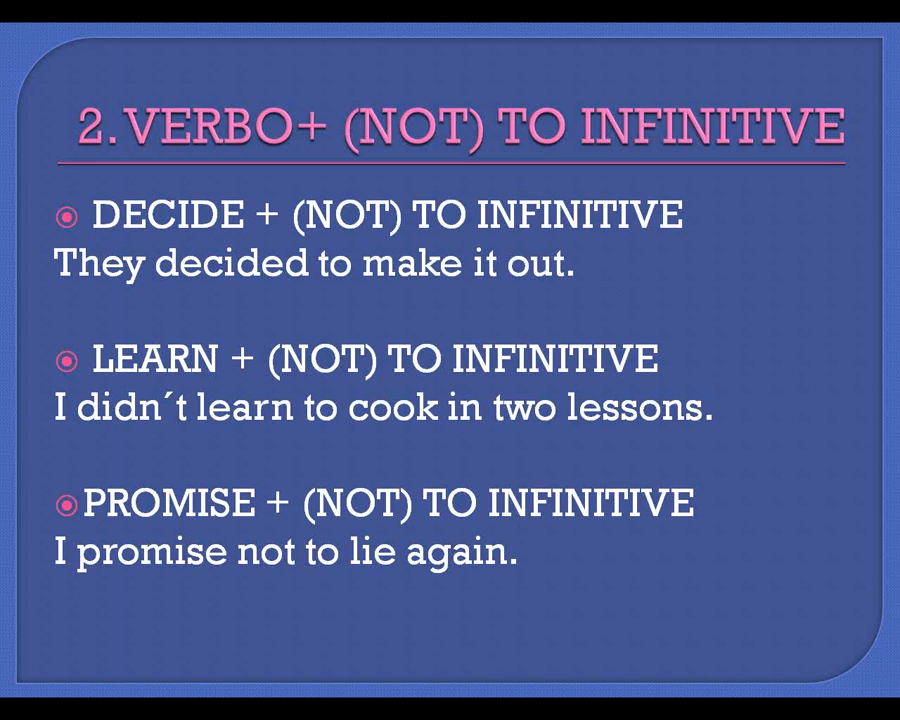 2. VERBO+ (NOT) TO INFINITIVE
DECIDE + (NOT) TO INFINITIVE
They decided to make it out.
LEARN + (NOT) TO INFINITIVE
I didn´t learn to cook in two lessons.
PROMISE + (NOT) TO INFINITIVE
I promise not to lie again.